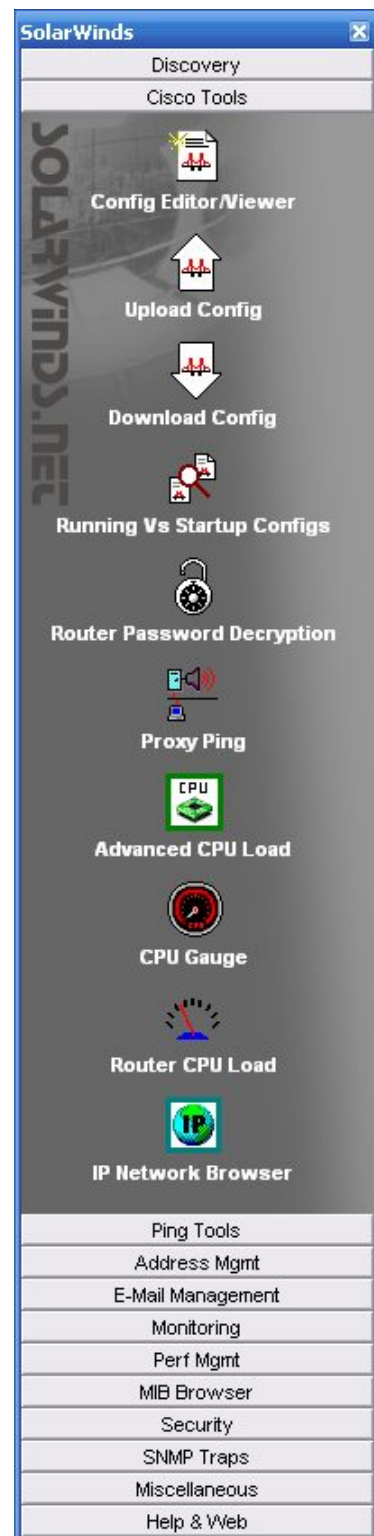 SolarWinds
Discovery
Cisco Tools
SOLARWINDS.NET
Config Editor/Viewer
Upload Config
Download Config
Running Vs Startup Configs
Router Password Decryption
Proxy Ping
CPU
Advanced CPU Load
CPU Gauge
Router CPU Load
IP
IP Network Browser
Ping Tools
Address Mgmt
E-Mail Management
Monitoring
Perf Mgmt
MIB Browser
Security
SNMP Traps
Miscellaneous
Help & Web